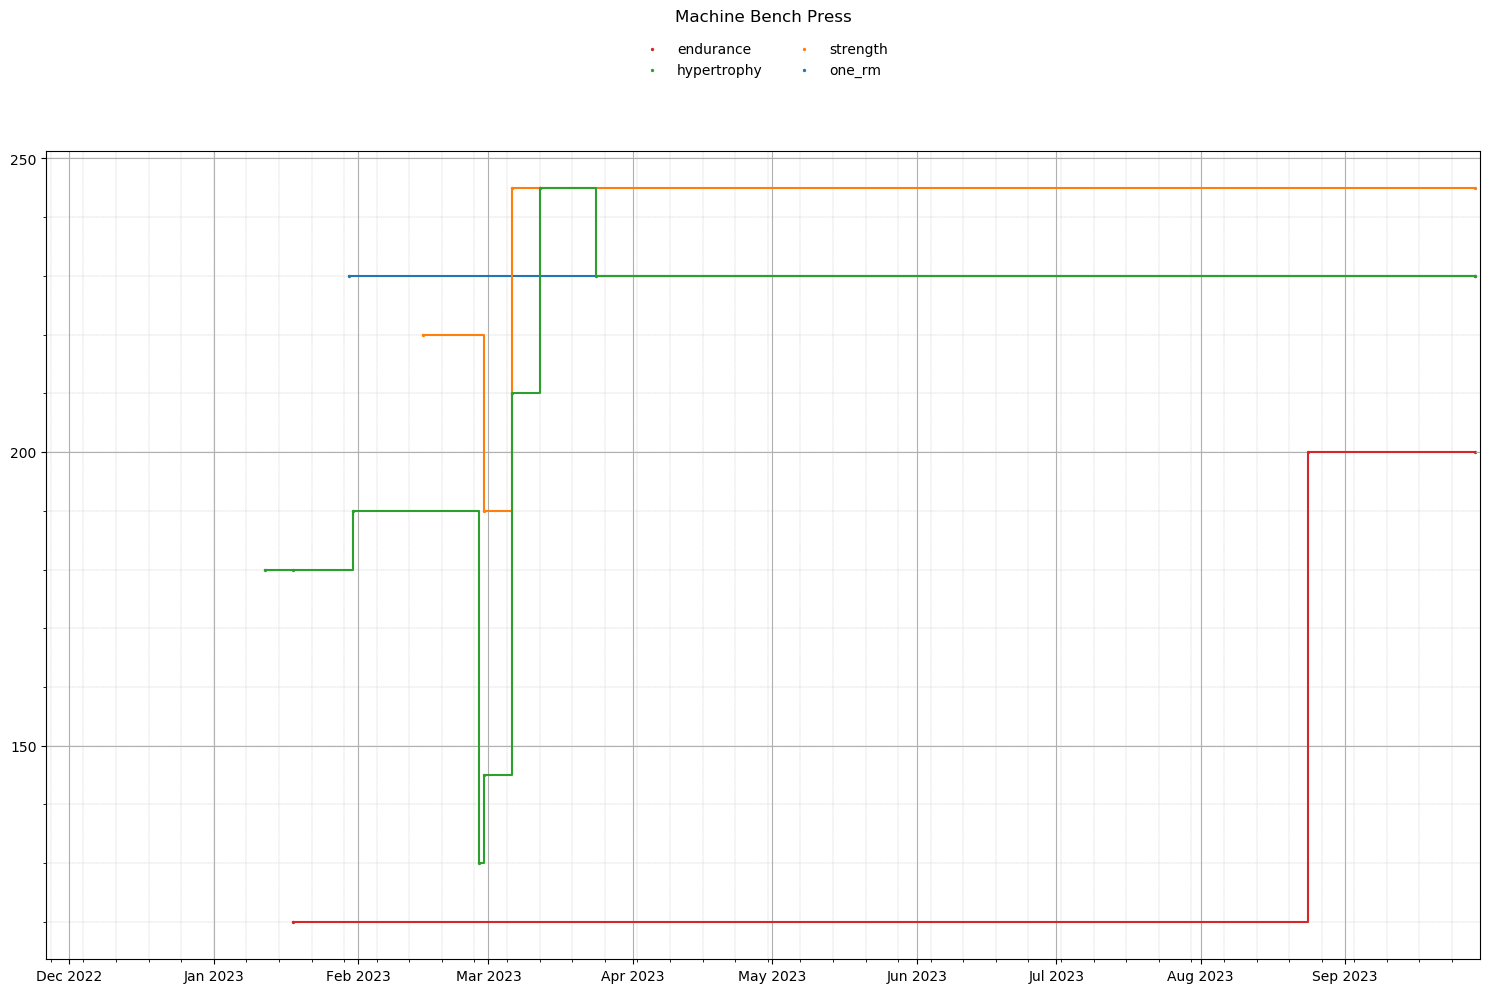 Machine Bench Press
endurance strength
hypertrophy one_rm
250
200
150
Dec 2022 Jan 2023 Feb 2023 Mar 2023 Apr 2023 May 2023 Jun 2023 Jul 2023 Aug 2023 Sep 2023